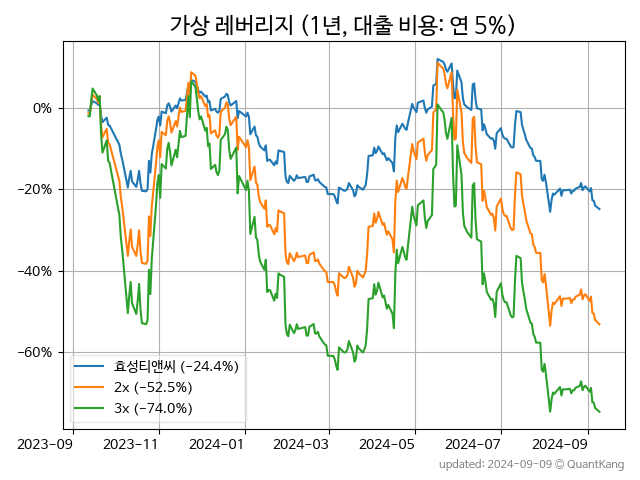 가상 레버리지 (1년, 대출 비용: 연 5%)
0%
−20%
−40%
−60%
효성티앤씨 (−24.4%)
2x (−52.5%)
3x (−74.0%)
2023-09 2023-11 2024-01 2024-03 2024-05 2024-07 2024-09
updated: 2024-09-09 © QuantKang